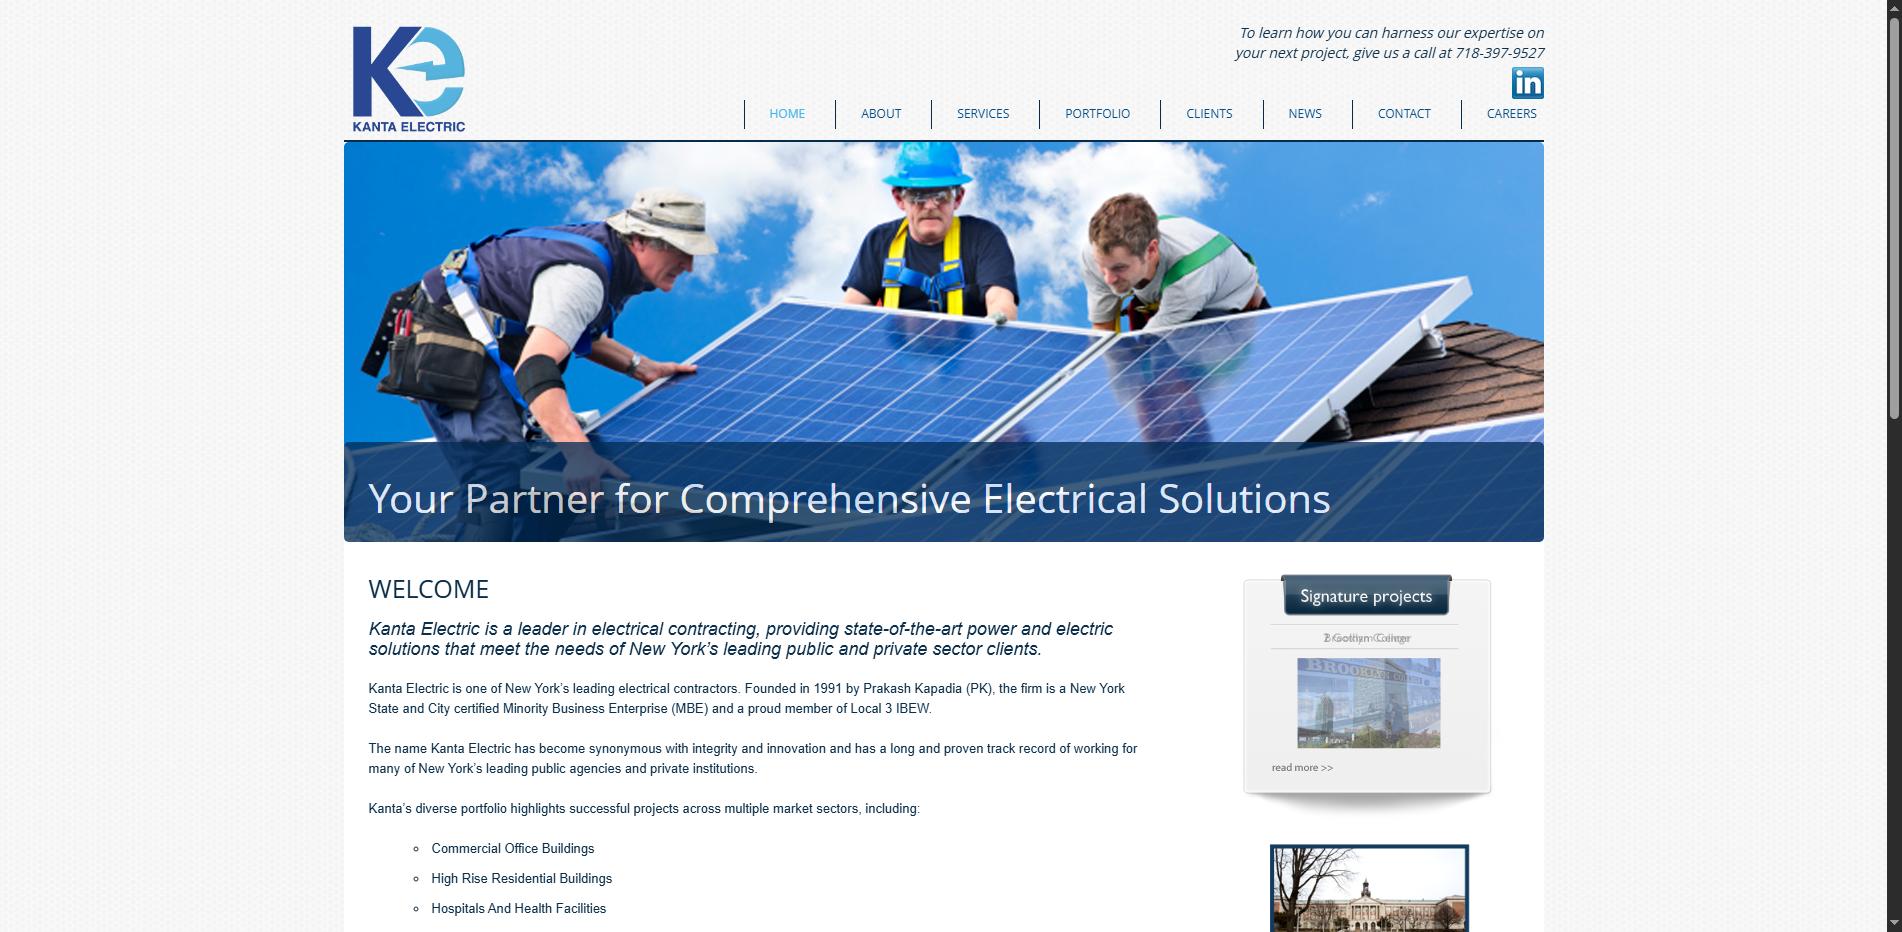 KANTA ELECTRIC
To learn how you can harness our expertise on
your next project, give us a call at 718-397-9527
in
HOME
ABOUT
SERVICES
PORTFOLIO
CLIENTS
NEWS
CONTACT
CAREERS
Your Partner for Comprehensive Electrical Solutions
WELCOME
Kanta Electric is a leader in electrical contracting, providing state-of-the-art power and electric
solutions that meet the needs of New York’s leading public and private sector clients.
Kanta Electric is one of New York’s leading electrical contractors. Founded in 1991 by Prakash Kapadia (PK), the firm is a New York
State and City certified Minority Business Enterprise (MBE) and a proud member of Local 3 IBEW.
The name Kanta Electric has become synonymous with integrity and innovation and has a long and proven track record of working for
many of New York’s leading public agencies and private institutions.
Kanta’s diverse portfolio highlights successful projects across multiple market sectors, including:
Commercial Office Buildings
High Rise Residential Buildings
Hospitals And Health Facilities
Signature projects
BROOKLYN COLLEGE
read more >>